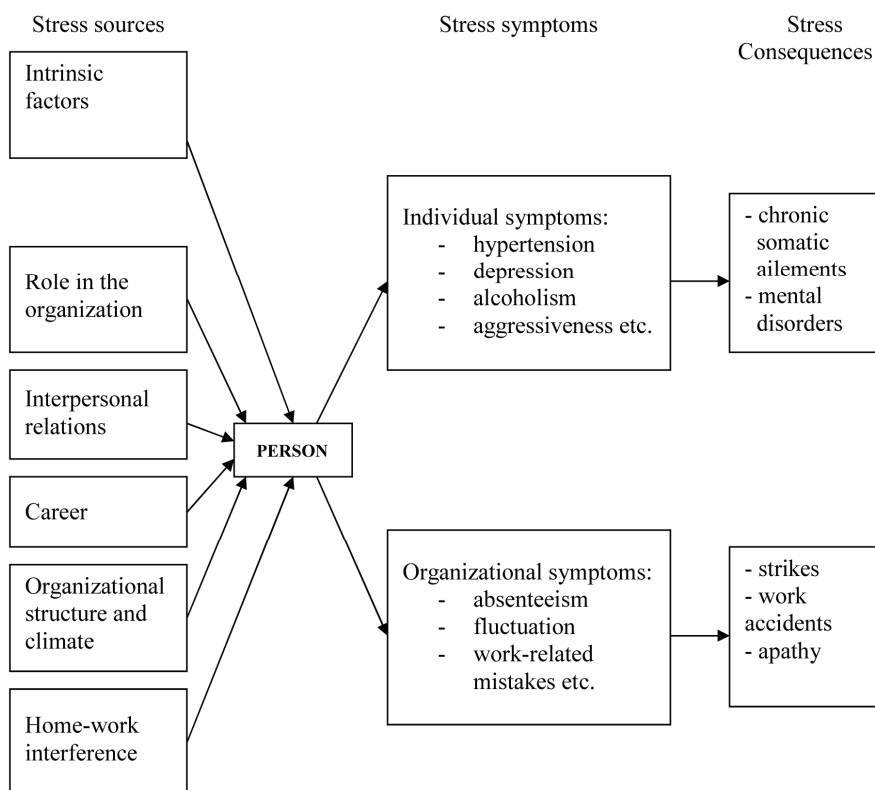 Stress sources
Stress symptoms
Stress
Consequences
Intrinsic
factors
Role in the
organization
Interpersonal
relations
Career
Organizational
structure and
climate
Home-work
interference
PERSON
Individual symptoms:
- hypertension
- depression
- alcoholism
- aggressiveness etc.
Organizational symptoms:
- absenteeism
- fluctuation
- work-related
mistakes etc.
- chronic
somatic
ailements
- mental
disorders
- strikes
- work
accidents
- apathy